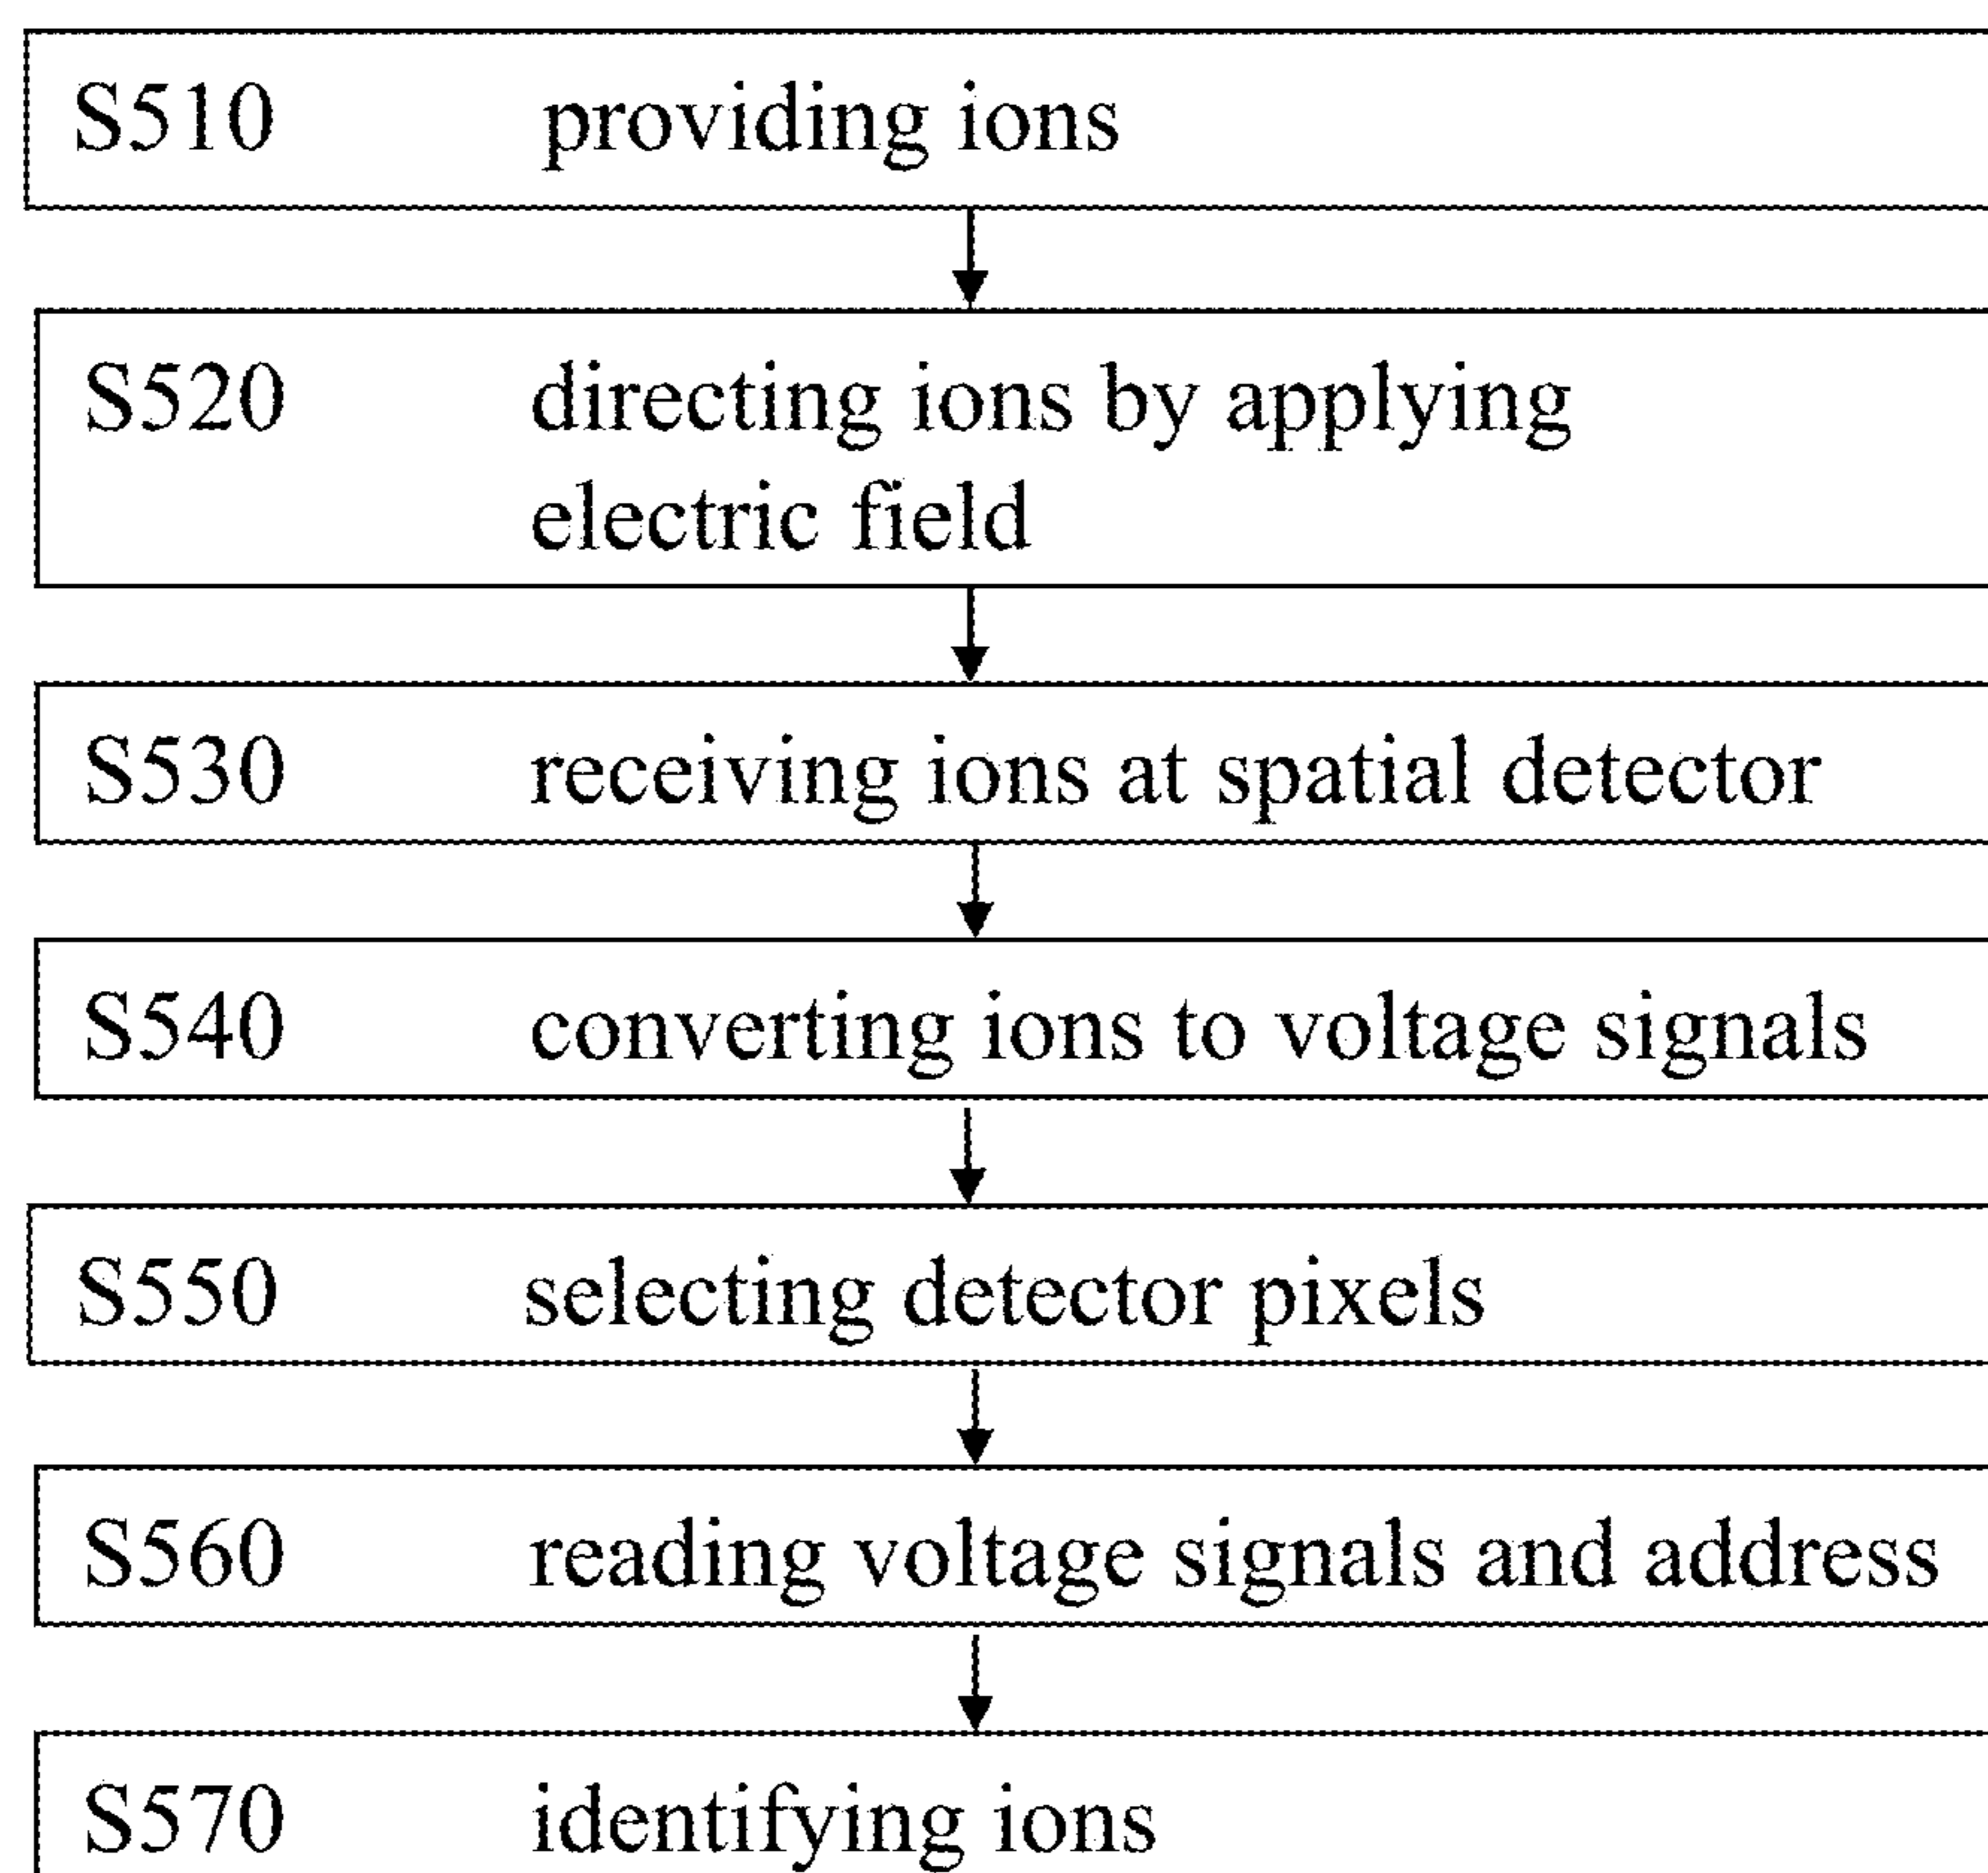 S510 providing ions
S520 directing ions by applying
electric field
S530 receiving ions at spatial detector
S540 converting ions to voltage signals
S550 selecting detector pixels
S560 reading voltage signals and address
S570 identifying ions